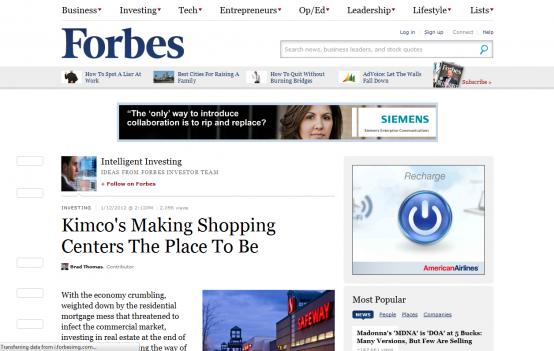 Business Investing Tech Entrepreneurs Op/Ed Leadership Lifestyle Lists
Forbes
Log in Sign up Connect Help
Search news, business leaders, and stock quotes
How To Spot A Liar At Work
Best Cities For Raising A Family
How To Quit Without Burning Bridges
AdVoice: Let The Walls Fall Down
Forbes
Subscribe »
"The 'only' way to introduce
collaboration is to rip and replace?
SIEMENS
Siemens Enterprise Communications
Intelligent Investing
IDEAS FROM FORBES INVESTOR TEAM
+ Follow on Forbes
INVESTING | 1/12/2012 @ 2:12PM views
Kimco's Making Shopping
Centers The Place To Be
Brad Thomas, Contributor
With the economy crumbling,
weighted down by the residential
mortgage mess that threatened to
infect the commercial market,
investing in real estate at the end of
ing the way of
SAFEWAY
Recharge
AmericanAirlines
Most Popular
NEWS People Places Companies
Madonna's 'MDNA' is 'DOA' at 5 Bucks:
Many Versions, But Few Are Selling
views
Transferring data from i.forbesimg.com...